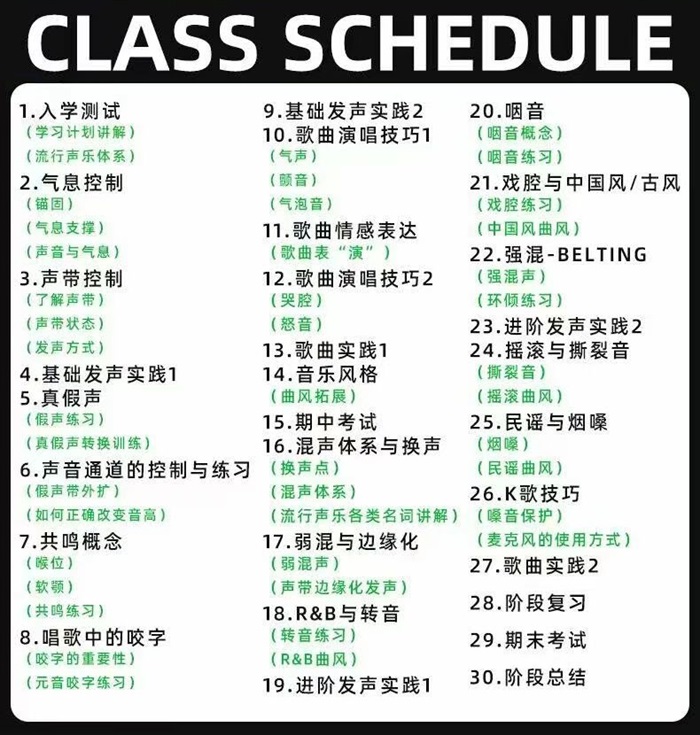 CLASS SCHEDULE
1.入学测试
（学习计划讲解）
（流行声乐体系）
2.气息控制
（锚固）
（气息支撑）
（声音与气息）
3.声带控制
（了解声带）
（声带状态）
（发声方式）
4.基础发声实践1
5.真假声
（假声练习）
（真假声转换训练）
6.声音通道的控制与练习
（假声带外扩）
（如何正确改变音高）
7.共鸣概念
（喉位）
（软颚）
（共鸣练习）
8.唱歌中的咬字
（咬字的重要性）
（元音咬字练习）
9.基础发声实践2
10.歌曲演唱技巧1
（气声）
（颤音）
（气泡音）
11.歌曲情感表达
（歌曲表“演”）
12.歌曲演唱技巧2
（哭腔）
（怒音）
13.歌曲实践1
14.音乐风格
（曲风拓展）
15.期中考试
16.混声体系与换声
（换声点）
（混声体系）
（流行声乐各类名词讲解）
17.弱混与边缘化
（弱混声）
（声带边缘化发声）
18.R&B与转音
（转音练习）
（R&B曲风）
19.进阶发声实践1
20.咽音
（咽音概念）
（咽音练习）
21.戏腔与中国风/古风
（戏腔练习）
（中国风曲风）
22.强混-BELTING
（强混声）
（环倾练习）
23.进阶发声实践2
24.摇滚与撕裂音
（撕裂音）
（摇滚曲风）
25.民谣与烟嗓
（烟嗓）
（民谣曲风）
26.K歌技巧
（嗓音保护）
（麦克风的使用方式）
27.歌曲实践2
28.阶段复习
29.期末考试
30.阶段总结